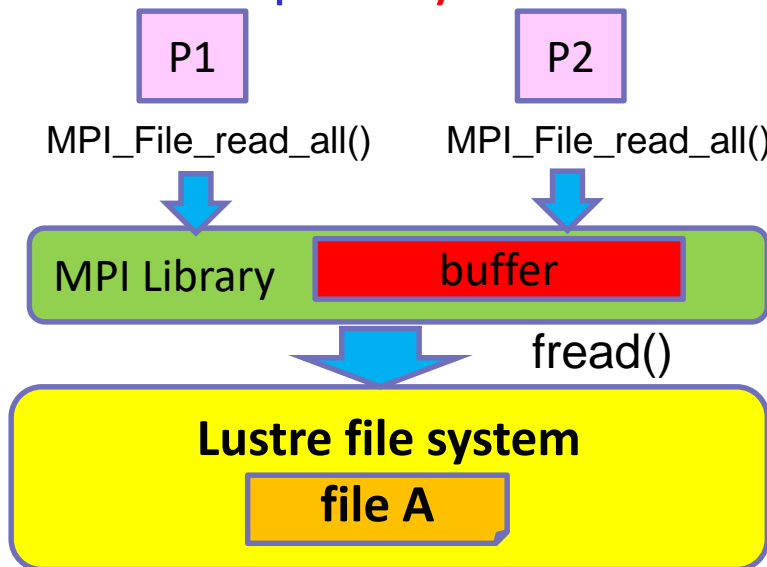 P1 P2
MPI_File_read_all() MPI_File_read_all()
MPI Library buffer
fread()
Lustre file system
file A